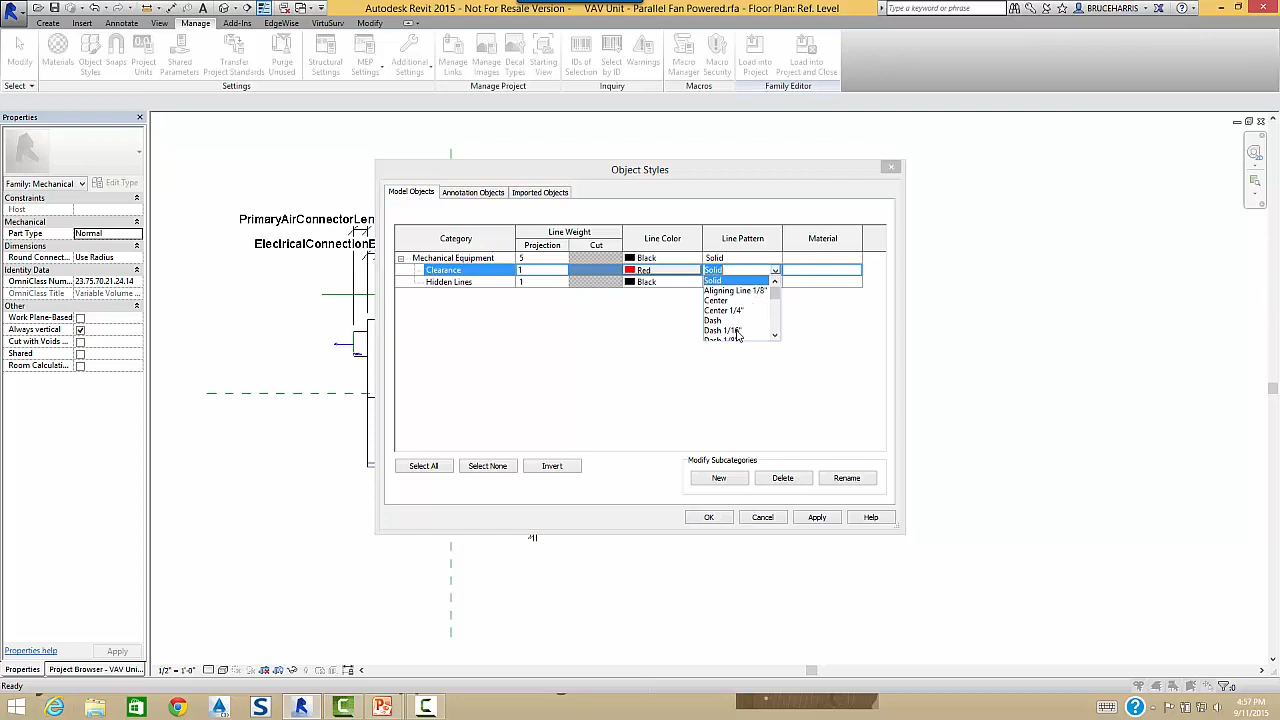 Autodesk Revit 2015 - Not For Resale Version - VAV Unit - Parallel Fan Powered.rfa - Floor Plan: Ref. Level
Type a keyword or phrase
BRUCEHARRIS
Create Insert Annotate View Manage Add-Ins EdgeWise VirtuSurv Modify
Modify
Materials
Object Styles
Snaps
Project Units
Shared Parameters
Transfer Project Standards
Purge Unused
Structural Settings
MEP Settings
Additional Settings
Manage Links
Manage Images
Decal Types
Starting View
IDs of Selection
Select by ID
Warnings
Macro Manager
Macro Security
Load into Project
Load into Project and Close
Select Settings Manage Project Inquiry Macros Family Editor
Properties
Family: Mechanical Edit Type
Constraints
Host
Mechanical
Part Type Normal
Dimensions
Round Connect... Use Radius
Identity Data
OmniClass Num... 23.75.70.21.24.14
OmniClass Title Variable Volume ...
Other
Work Plane-Based
Always vertical
Cut with Voids ...
Shared
Room Calculati...
Properties help Apply
Properties Project Browser - VAV Uni...
PrimaryAirConnectorLen
ElectricalConnectionE
Object Styles
Model Objects Annotation Objects Imported Objects
Category Line Weight Line Color Line Pattern Material
Projection Cut
Mechanical Equipment 5 Black Solid
Clearance 1 Red Solid
Hidden Lines 1 Black
Solid
Aligning Line 1/8"
Center
Center 1/4"
Dash
Dash 1/16"
Dash 1/8"
Select All Select None Invert
Modify Subcategories
New Delete Rename
OK Cancel Apply Help
1/2" = 1'-0"
Ready
:0
4:57 PM
9/11/2015